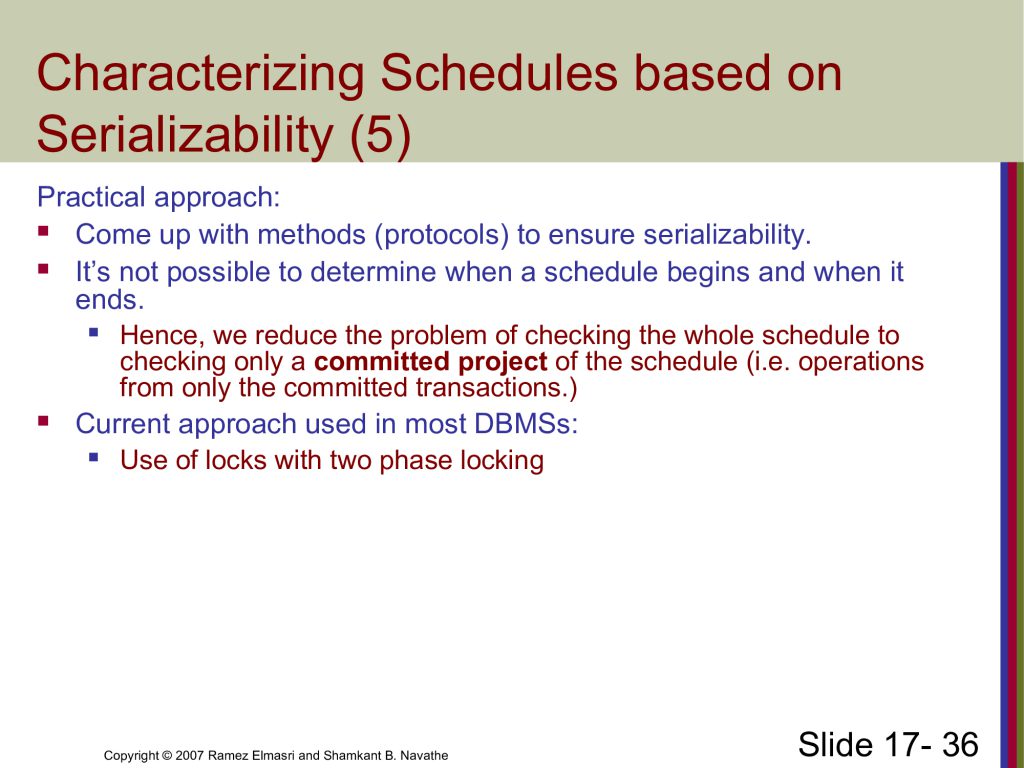 Characterizing Schedules based on
Serializability (5)
Practical approach:
Come up with methods (protocols) to ensure serializability.
It’s not possible to determine when a schedule begins and when it
ends.
Hence, we reduce the problem of checking the whole schedule to
checking only a committed project of the schedule (i.e. operations
from only the committed transactions.)
Current approach used in most DBMSs:
Use of locks with two phase locking
Copyright © 2007 Ramez Elmasri and Shamkant B. Navathe
Slide 17- 36